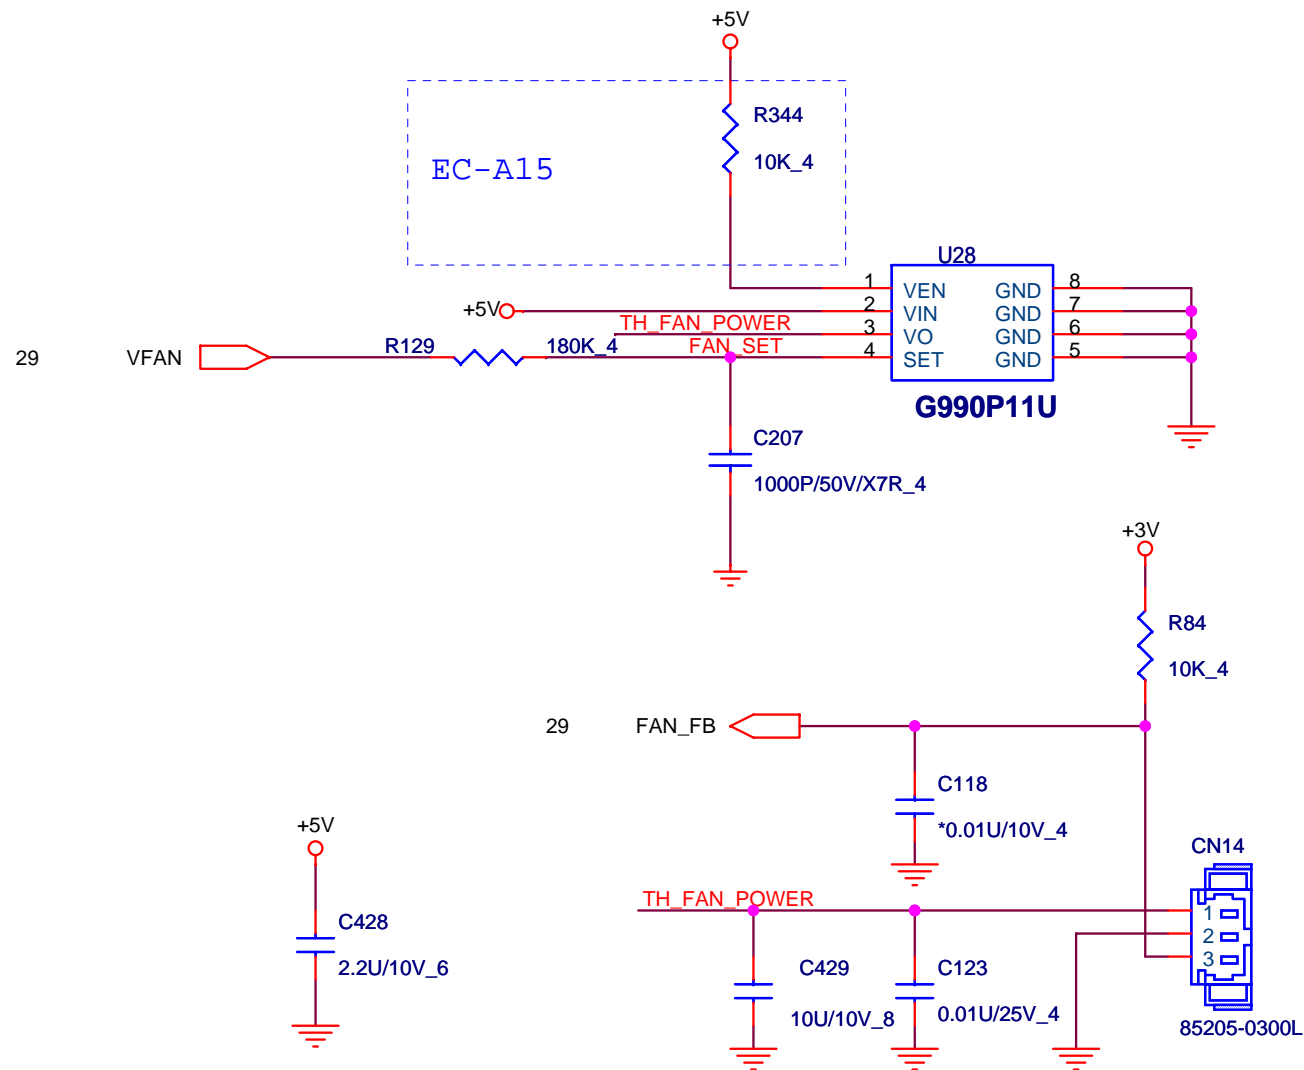 +5V
R344
10K_4
EC-A15
U28
1 VEN GND 8
+5V 2 VIN GND 7
TH_FAN_POWER 3 VO GND 6
29 VFAN R129 180K_4 FAN_SET 4 SET GND 5
G990P11U
C207
1000P/50V/X7R_4
+3V
R84
10K_4
29 FAN_FB
C118
*0.01U/10V_4
+5V
CN14
TH_FAN_POWER
1
2
3
C428
2.2U/10V_6
C429
10U/10V_8
C123
0.01U/25V_4
85205-0300L